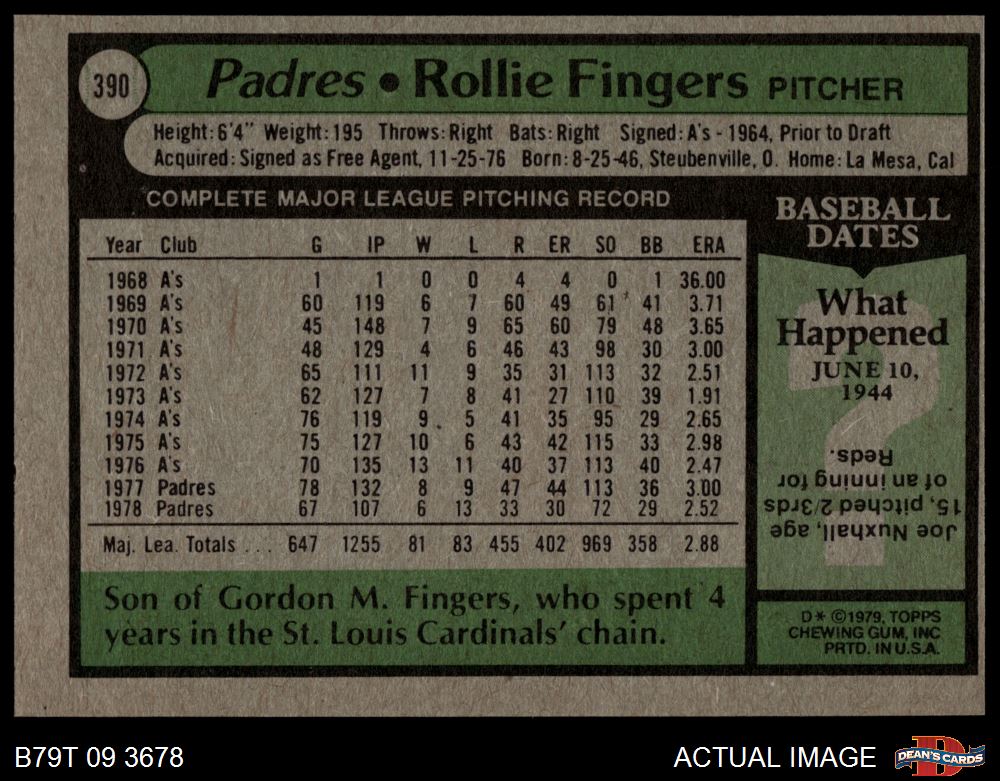 390
Padres • Rollie Fingers PITCHER
Height: 6'4" Weight: 195 Throws: Right Bats: Right Signed: A's - 1964, Prior to Draft
Acquired: Signed as Free Agent, 11-25-76 Born: 8-25-46, Steubenville, O. Home: La Mesa, Cal
COMPLETE MAJOR LEAGUE PITCHING RECORD
Year Club G IP W L R ER SO BB ERA
1968 A's 1 1 0 0 4 4 0 1 36.00
1969 A's 60 119 6 7 60 49 61 41 3.71
1970 A's 45 148 7 9 65 60 79 48 3.65
1971 A's 48 129 4 6 46 43 98 30 3.00
1972 A's 65 111 11 9 35 31 113 32 2.51
1973 A's 62 127 7 8 41 27 110 39 1.91
1974 A's 76 119 9 5 41 35 95 29 2.65
1975 A's 75 127 10 6 43 42 115 33 2.98
1976 A's 70 135 13 11 40 37 113 40 2.47
1977 Padres 78 132 8 9 47 44 113 36 3.00
1978 Padres 67 107 6 13 33 30 72 29 2.52
Maj. Lea. Totals ... 647 1255 81 83 455 402 969 358 2.88
Son of Gordon M. Fingers, who spent 4
years in the St. Louis Cardinals' chain.
BASEBALL
DATES
What
Happened
JUNE 10,
1944
?
Joe Nuxhall, age
15, pitched 2/3rds
of an inning for
Reds.
D* ©1979, TOPPS
CHEWING GUM, INC
PRTD. IN U.S.A.
B79T 09 3678
ACTUAL IMAGE
D
DEAN'S CARDS